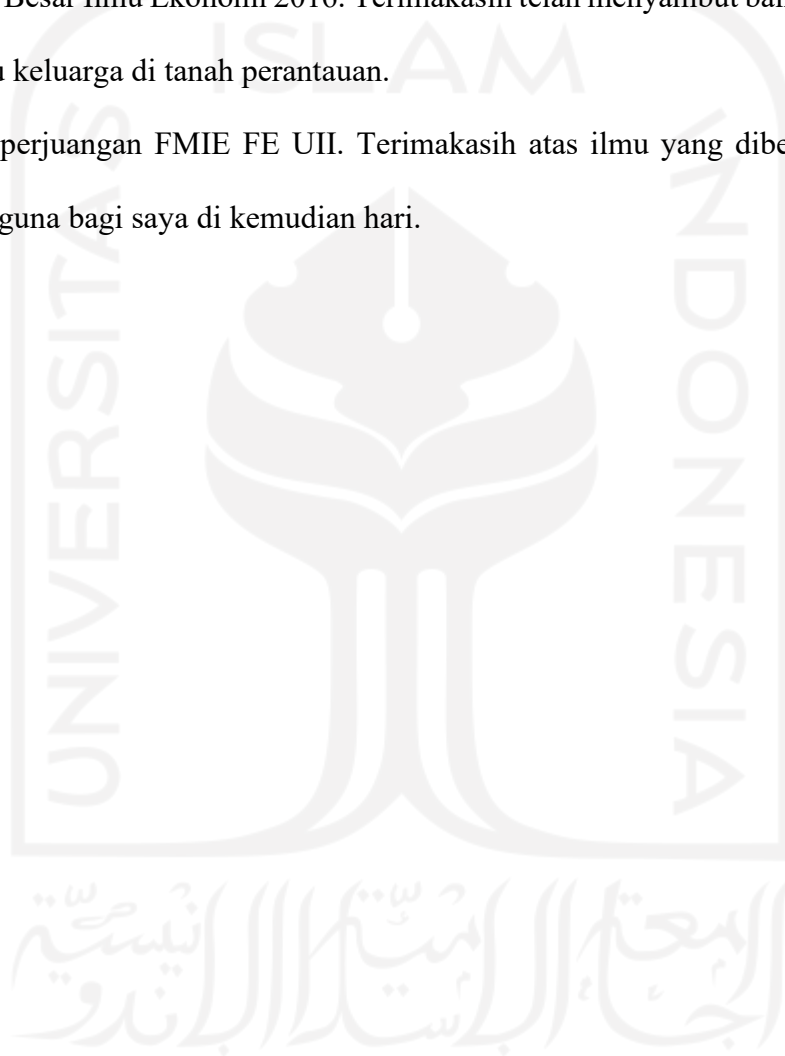 Besar Ilmu Ekonomi 2016. Terimakasih telah menyambut
keluarga di tanah perantauan.
perjuangan FMIE FE UII. Terimakasih atas ilmu yang
guna bagi saya di kemudian hari.
ISLAM
UNIVERSITAS
INDONESIA